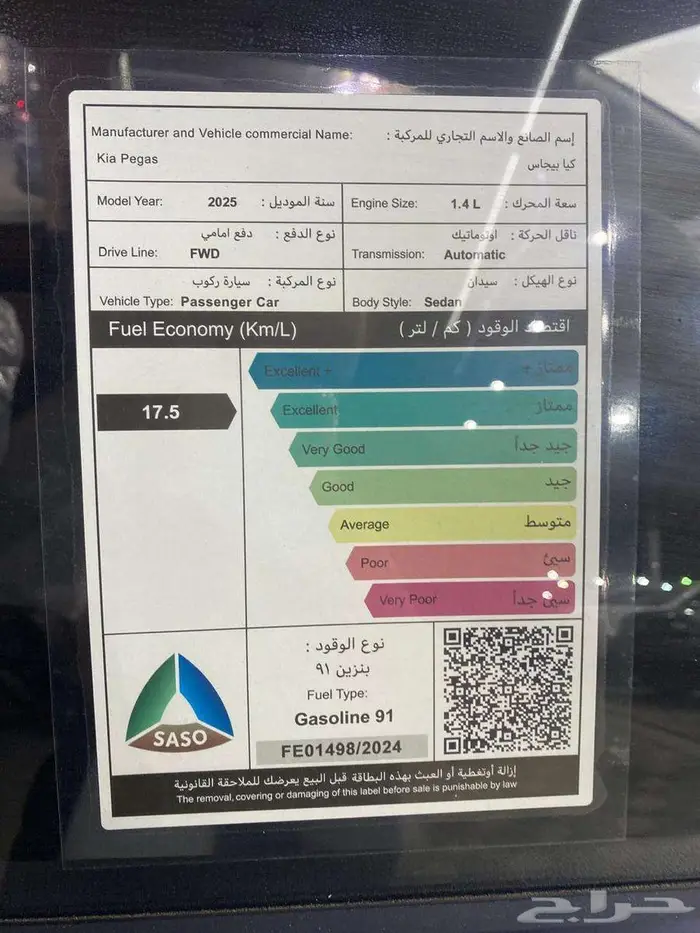 Manufacturer and Vehicle commercial Name: إسم الصانع والاسم التجاري للمركبة :
Kia Pegas كيا بيجاس
Model Year: 2025 سنة الموديل :
Engine Size: 1.4 L سعة المحرك :
نوع الدفع : دفع امامي
Drive Line: FWD
ناقل الحركة : اوتوماتيك
Transmission: Automatic
نوع المركبة : سيارة ركوب
Vehicle Type: Passenger Car
نوع الهيكل : سيدان
Body Style: Sedan
Fuel Economy (Km/L) اقتصاد الوقود ( كم / لتر )
17.5
Excellent + ممتاز +
Excellent ممتاز
Very Good جيد جداً
Good جيد
Average متوسط
Poor سيئ
Very Poor سيئ جداً
SASO
نوع الوقود :
بنزين ٩١
Fuel Type:
Gasoline 91
FE01498/2024
إزالة أوتغطية أو العبث بهذه البطاقة قبل البيع يعرضك للملاحقة القانونية
The removal, covering or damaging of this label before sale is punishable by law
حراج